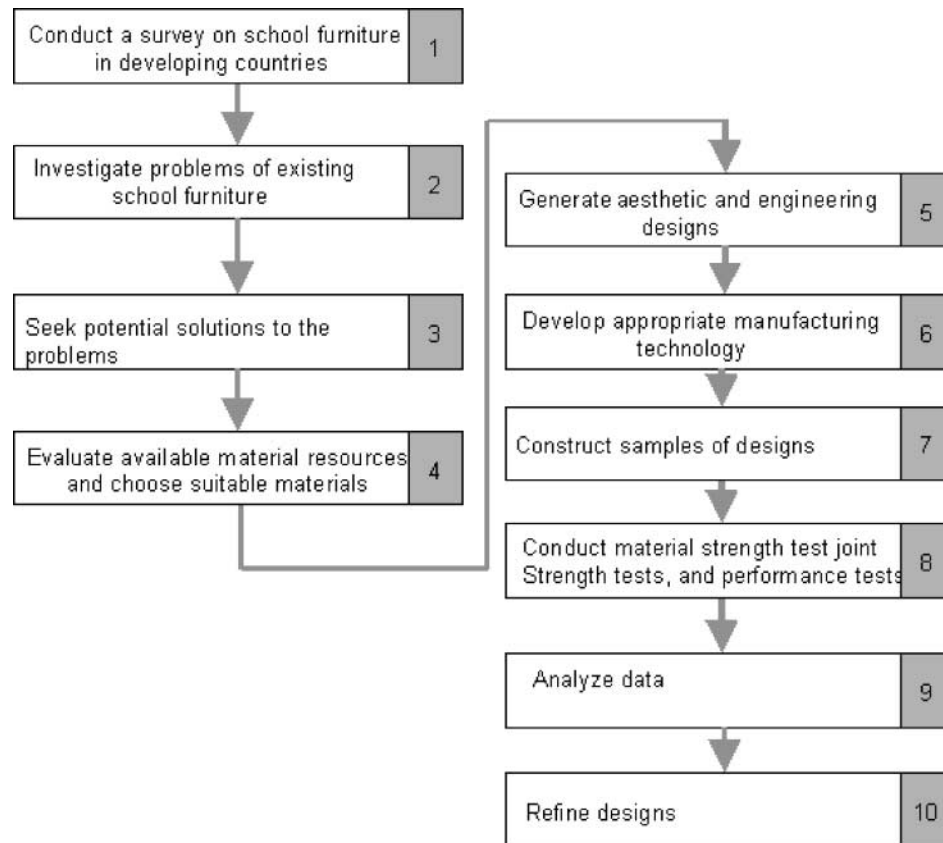 Conduct a survey on school furniture
in developing countries
1
Investigate problems of existing
school furniture
2
Seek potential solutions to the
problems
3
Evaluate available material resources
and choose suitable materials
4
Generate aesthetic and engineering
designs
5
Develop appropriate manufacturing
technology
6
Construct samples of designs
7
Conduct material strength test joint
Strength tests, and performance tests
8
Analyze data
9
Refine designs
10